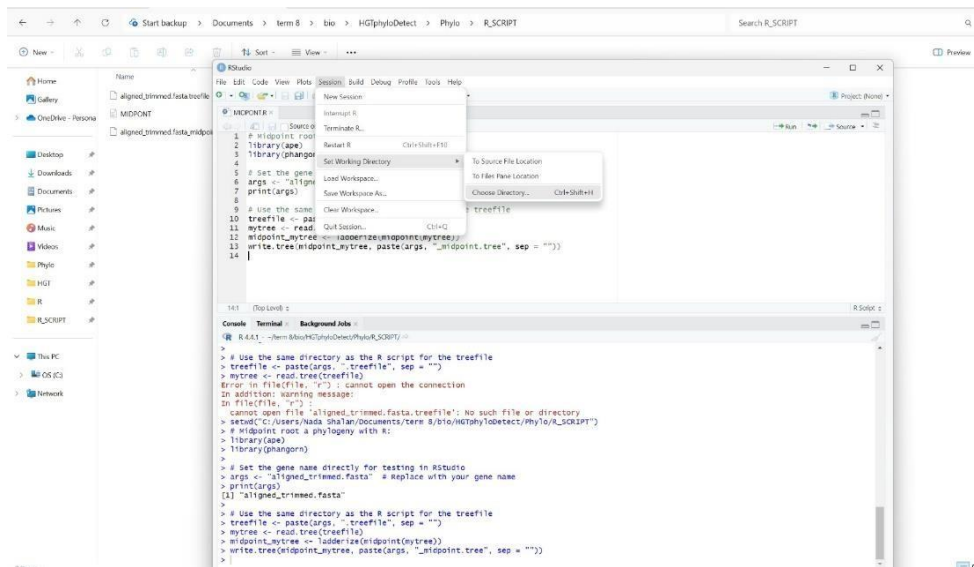 Start backup > Documents > term 8 > bio > HGTphyloDetect > Phylo > R_SCRIPT
Search R_SCRIPT
New
Sort
View
Preview
Home
Gallery
OneDrive - Persona
Desktop
Downloads
Documents
Pictures
Music
Videos
Phylo
HGT
R
R_SCRIPT
This PC
OS (C:)
Network
Name
aligned_trimmed.fasta.treefile
MIDPONT
aligned_trimmed.fasta_midpoi
RStudio
File Edit Code View Plots Session Build Debug Profile Tools Help
Project: (None)
MIDPONT.R
Source o
Run
Source
New Session
Interrupt R
Terminate R...
Restart R Ctrl+Shift+F10
Set Working Directory
Load Workspace...
Save Workspace As...
Clear Workspace...
Quit Session... Ctrl+Q
To Source File Location
To Files Pane Location
Choose Directory... Ctrl+Shift+H
1 # Midpoint root
2 library(ape)
3 library(phangor
4
5 # Set the gene
6 args <- "aligne
7 print(args)
8
9 # Use the same treefile
10 treefile <- pas
11 mytree <- read.
12 midpoint_mytree <- ladderize(midpoint(mytree))
13 write.tree(midpoint_mytree, paste(args, "_midpoint.tree", sep = ""))
14
14:1 (Top Level)
R Script
Console Terminal Background Jobs
R 4.4.1 · ~/term 8/bio/HGTphyloDetect/Phylo/R_SCRIPT/
>
> # Use the same directory as the R script for the treefile
> treefile <- paste(args, ".treefile", sep = "")
> mytree <- read.tree(treefile)
Error in file(file, "r") : cannot open the connection
In addition: Warning message:
In file(file, "r") :
cannot open file 'aligned_trimmed.fasta.treefile': No such file or directory
> setwd("C:/Users/Nada Shalan/Documents/term 8/bio/HGTphyloDetect/Phylo/R_SCRIPT")
> # Midpoint root a phylogeny with R:
> library(ape)
> library(phangorn)
>
> # Set the gene name directly for testing in RStudio
> args <- "aligned_trimmed.fasta" # Replace with your gene name
> print(args)
[1] "aligned_trimmed.fasta"
>
> # Use the same directory as the R script for the treefile
> treefile <- paste(args, ".treefile", sep = "")
> mytree <- read.tree(treefile)
> midpoint_mytree <- ladderize(midpoint(mytree))
> write.tree(midpoint_mytree, paste(args, "_midpoint.tree", sep = ""))
>